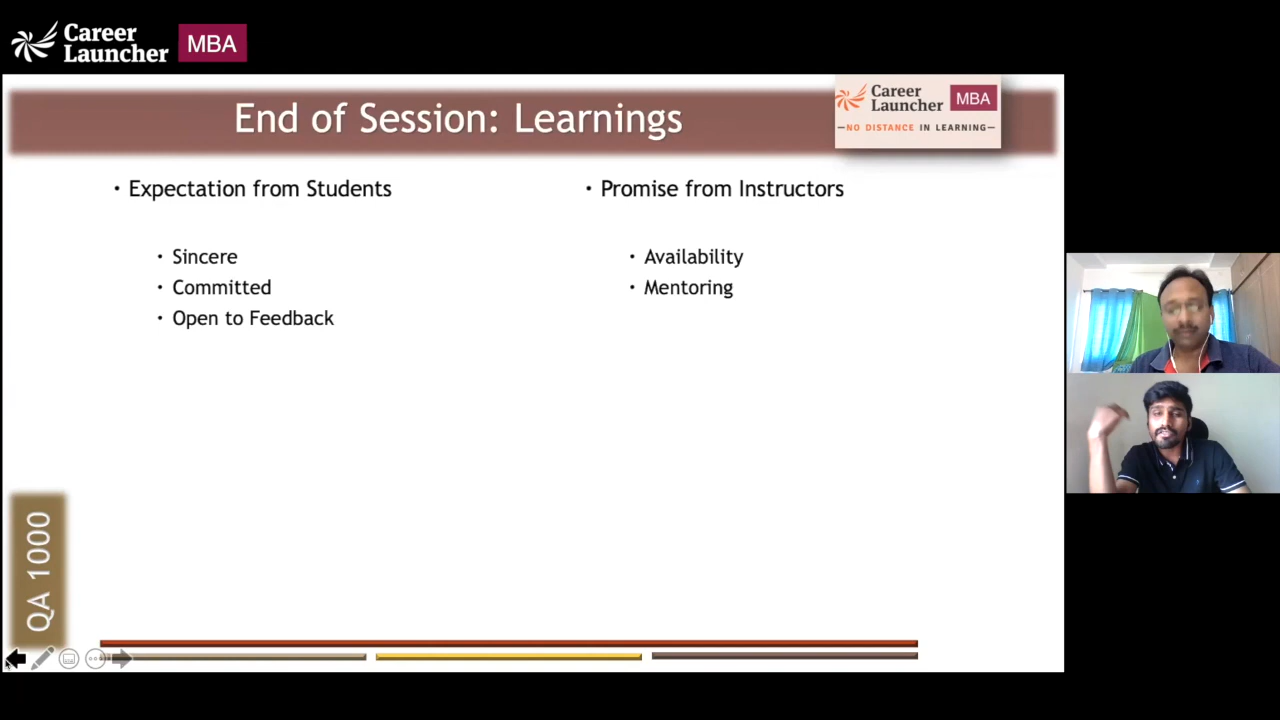 Career
Launcher
MBA
End of Session: Learnings
Career
Launcher
MBA
—NO DISTANCE IN LEARNING—
• Expectation from Students
• Sincere
• Committed
• Open to Feedback
• Promise from Instructors
• Availability
• Mentoring
QA 1000